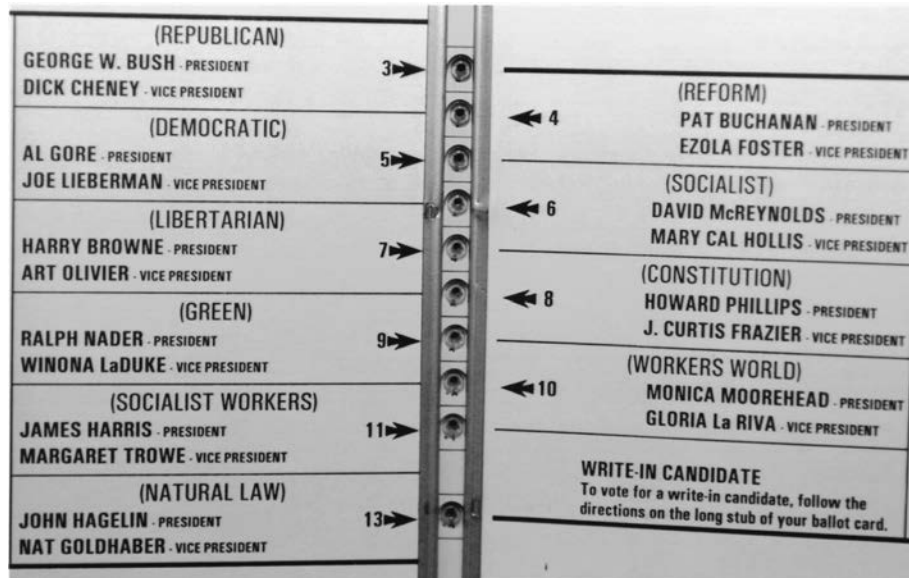 (REPUBLICAN)
GEORGE W. BUSH - PRESIDENT
DICK CHENEY - VICE PRESIDENT
3
(DEMOCRATIC)
AL GORE - PRESIDENT
JOE LIEBERMAN - VICE PRESIDENT
5
(LIBERTARIAN)
HARRY BROWNE - PRESIDENT
ART OLIVIER - VICE PRESIDENT
7
(GREEN)
RALPH NADER - PRESIDENT
WINONA LaDUKE - VICE PRESIDENT
9
(SOCIALIST WORKERS)
JAMES HARRIS - PRESIDENT
MARGARET TROWE - VICE PRESIDENT
11
(NATURAL LAW)
JOHN HAGELIN - PRESIDENT
NAT GOLDHABER - VICE PRESIDENT
13
(REFORM)
PAT BUCHANAN - PRESIDENT
EZOLA FOSTER - VICE PRESIDENT
4
(SOCIALIST)
DAVID McREYNOLDS - PRESIDENT
MARY CAL HOLLIS - VICE PRESIDENT
6
(CONSTITUTION)
HOWARD PHILLIPS - PRESIDENT
J. CURTIS FRAZIER - VICE PRESIDENT
8
(WORKERS WORLD)
MONICA MOOREHEAD - PRESIDENT
GLORIA La RIVA - VICE PRESIDENT
10
WRITE-IN CANDIDATE
To vote for a write-in candidate, follow the
directions on the long stub of your ballot card.